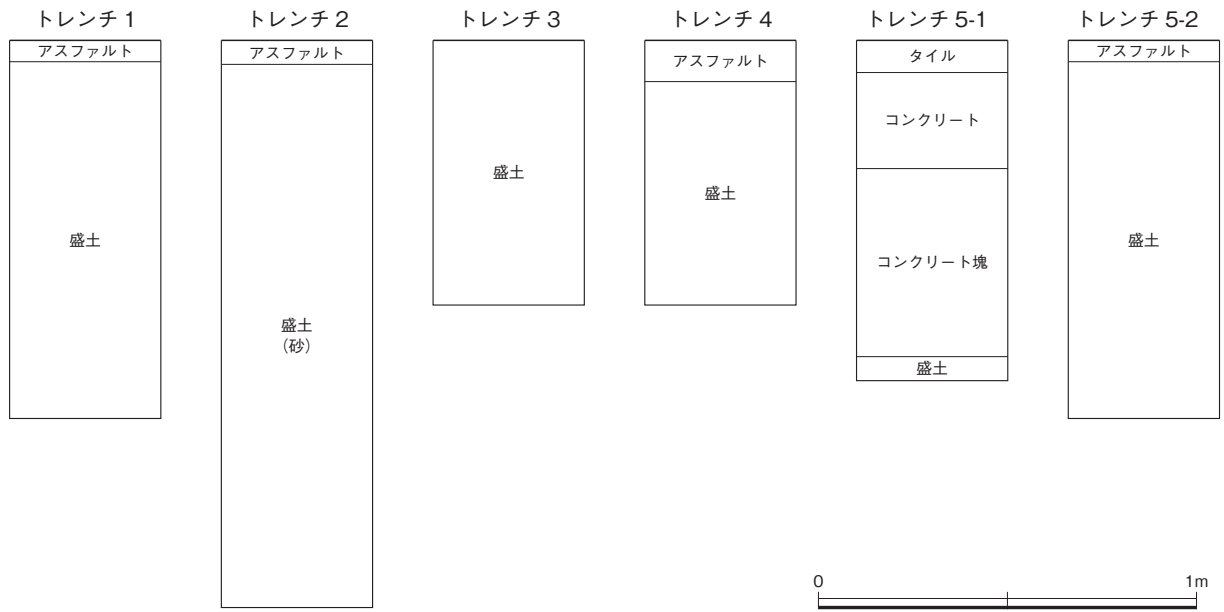 トレンチ 1
トレンチ 2
トレンチ 3
トレンチ 4
トレンチ 5-1
トレンチ 5-2
アスファルト
盛土
アスファルト
盛土
（砂）
盛土
アスファルト
盛土
タイル
コンクリート
コンクリート塊
盛土
アスファルト
盛土
0
1m